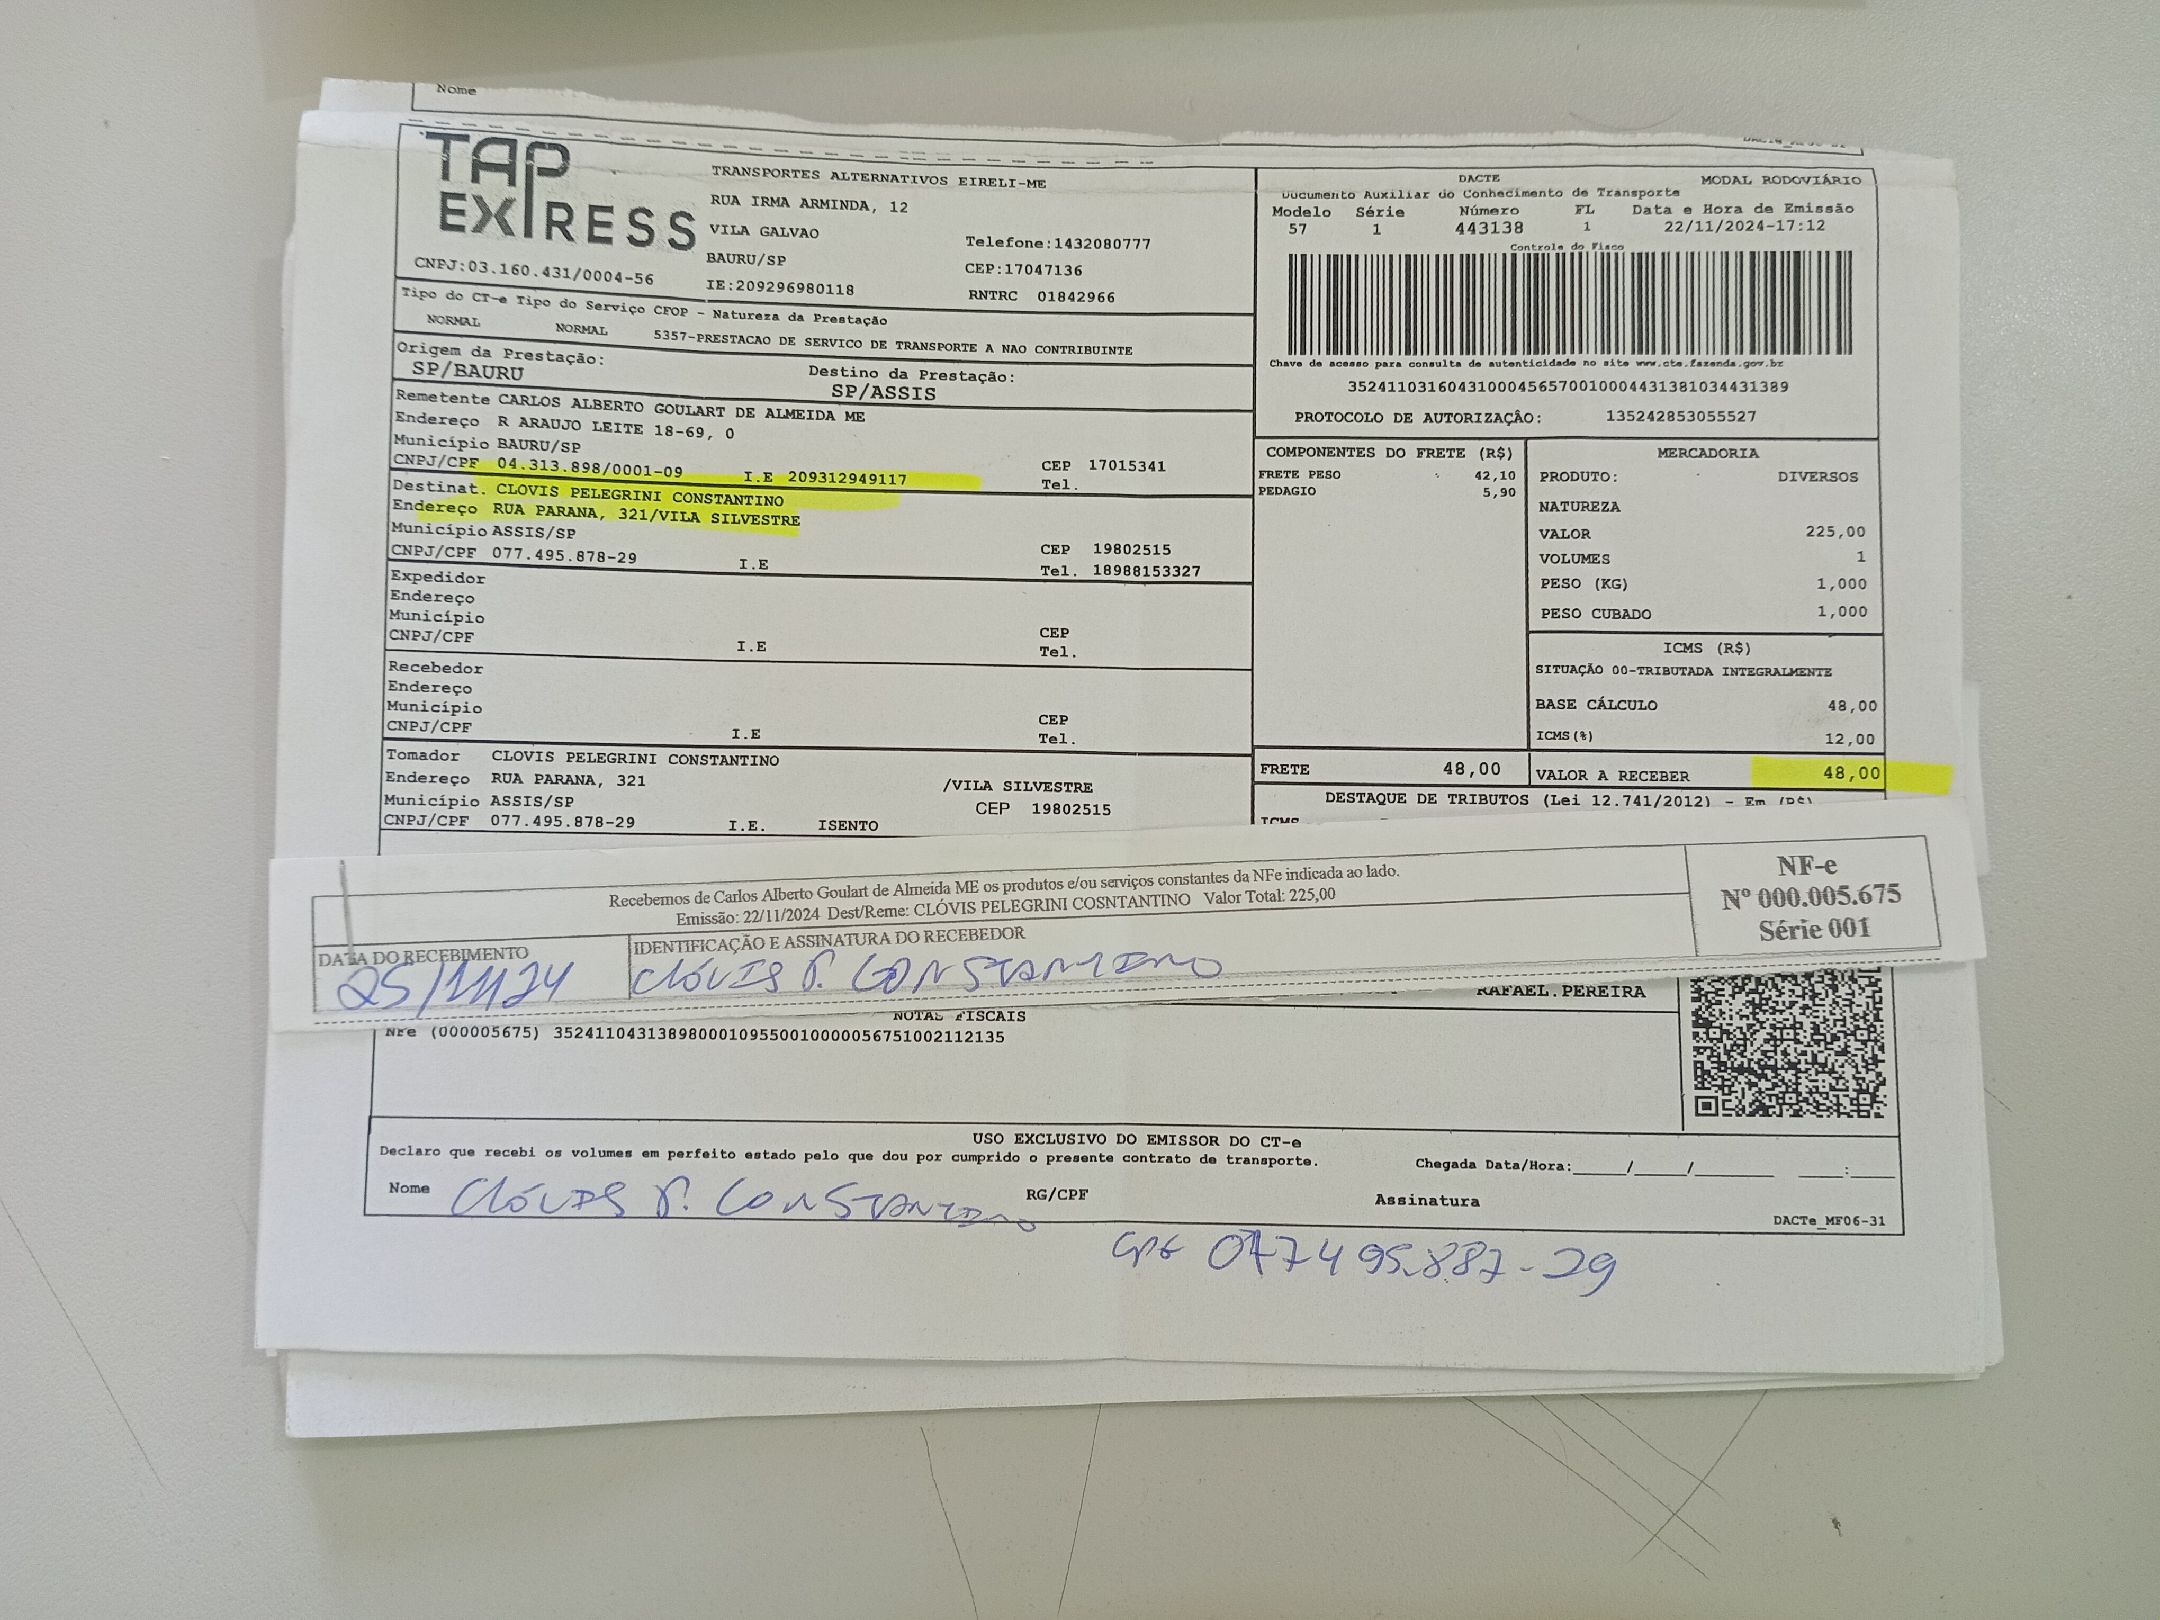 Nome
TAP
EXPRESS
CNPJ:03.160.431/0004-56
TRANSPORTES ALTERNATIVOS EIRELI-ME
RUA IRMA ARMINDA, 12
VILA GALVAO
BAURU/SP
IE:209296980118
Telefone:1432080777
CEP:17047136
RNTRC 01842966
DACTE MODAL RODOVIÁRIO
Documento Auxiliar do Conhecimento de Transporte
Modelo Série Número FL Data e Hora de Emissão
57 1 443138 1 22/11/2024-17:12
Controle do Fisco
Chave de acesso para consulta de autenticidade no site www.cte.fazenda.gov.br
35241103160431000456570010004431381034431389
PROTOCOLO DE AUTORIZAÇÃO: 135242853055527
Tipo do CT-e Tipo do Serviço CFOP - Natureza da Prestação
NORMAL NORMAL 5357-PRESTACAO DE SERVICO DE TRANSPORTE A NAO CONTRIBUINTE
Origem da Prestação: Destino da Prestação:
SP/BAURU SP/ASSIS
Remetente CARLOS ALBERTO GOULART DE ALMEIDA ME
Endereço R ARAUJO LEITE 18-69, 0
Município BAURU/SP CEP 17015341
CNPJ/CPF 04.313.898/0001-09 I.E 209312949117 Tel.
Destinat. CLOVIS PELEGRINI CONSTANTINO
Endereço RUA PARANA, 321/VILA SILVESTRE
Município ASSIS/SP CEP 19802515
CNPJ/CPF 077.495.878-29 I.E Tel. 18988153327
Expedidor
Endereço
Município CEP
CNPJ/CPF I.E Tel.
Recebedor
Endereço
Município CEP
CNPJ/CPF I.E Tel.
Tomador CLOVIS PELEGRINI CONSTANTINO
Endereço RUA PARANA, 321 /VILA SILVESTRE
Município ASSIS/SP CEP 19802515
CNPJ/CPF 077.495.878-29 I.E. ISENTO
COMPONENTES DO FRETE (R$)
FRETE PESO 42,10
PEDAGIO 5,90
MERCADORIA
PRODUTO: DIVERSOS
NATUREZA
VALOR 225,00
VOLUMES 1
PESO (KG) 1,000
PESO CUBADO 1,000
ICMS (R$)
SITUAÇÃO 00-TRIBUTADA INTEGRALMENTE
BASE CÁLCULO 48,00
ICMS(%) 12,00
FRETE 48,00 VALOR A RECEBER 48,00
DESTAQUE DE TRIBUTOS (Lei 12.741/2012) - Em (R$)
ICMS
Recebemos de Carlos Alberto Goulart de Almeida ME os produtos e/ou serviços constantes da NFe indicada ao lado.
Emissão: 22/11/2024 Dest/Reme: CLÓVIS PELEGRINI COSNTANTINO Valor Total: 225,00
DATA DO RECEBIMENTO IDENTIFICAÇÃO E ASSINATURA DO RECEBEDOR
25/11/24 CLÓVIS P. CONSTANTINO
NF-e
Nº 000.005.675
Série 001
RAFAEL.PEREIRA
NOTAS FISCAIS
Nfe (000005675) 35241104313898000109550010000056751002112135
USO EXCLUSIVO DO EMISSOR DO CT-e
Declaro que recebi os volumes em perfeito estado pelo que dou por cumprido o presente contrato de transporte. Chegada Data/Hora:_____/_____/________ ____:____
Nome CLÓVIS P. CONSTANTINO RG/CPF Assinatura
DACTe_MF06-31
CPF 077495.887-29